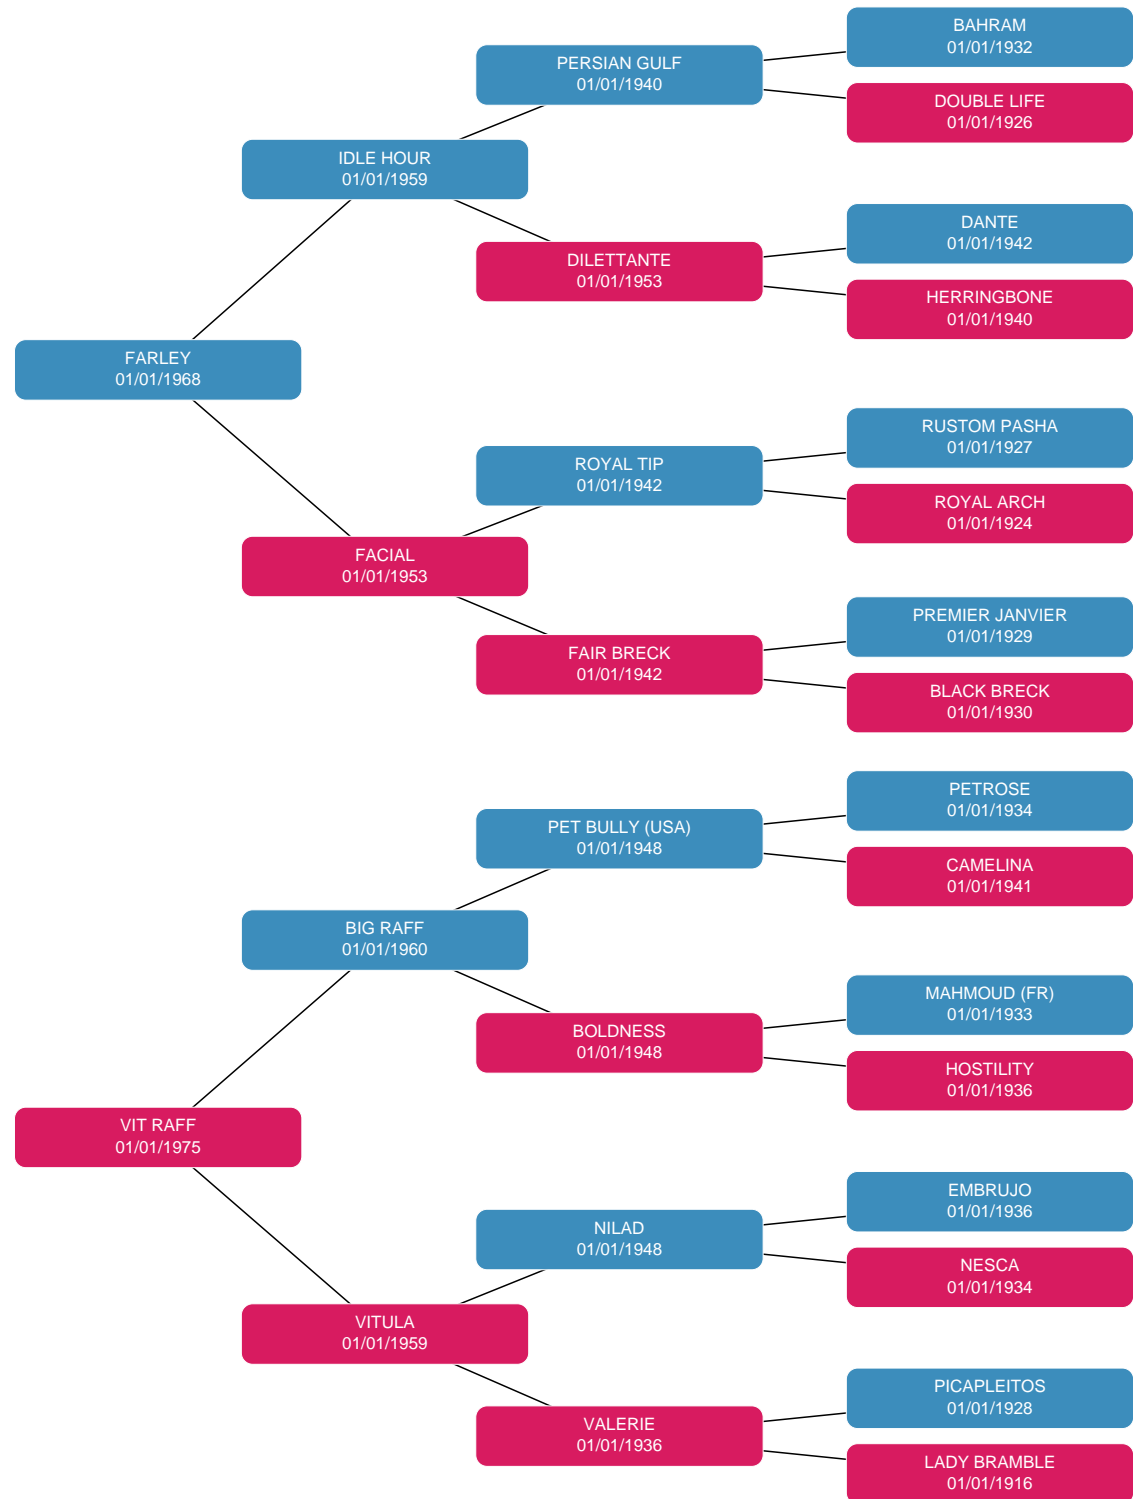 BAHRAM
01/01/1932
PERSIAN GULF
01/01/1940
DOUBLE LIFE
01/01/1926
IDLE HOUR
01/01/1959
DANTE
01/01/1942
DILETTANTE
01/01/1953
HERRINGBONE
01/01/1940
FARLEY
01/01/1968
RUSTOM PASHA
01/01/1927
ROYAL TIP
01/01/1942
ROYAL ARCH
01/01/1924
FACIAL
01/01/1953
PREMIER JANVIER
01/01/1929
FAIR BRECK
01/01/1942
BLACK BRECK
01/01/1930
PETROSE
01/01/1934
PET BULLY (USA)
01/01/1948
CAMELINA
01/01/1941
BIG RAFF
01/01/1960
MAHMOUD (FR)
01/01/1933
BOLDNESS
01/01/1948
HOSTILITY
01/01/1936
VIT RAFF
01/01/1975
EMBRUJO
01/01/1936
NILAD
01/01/1948
NESCA
01/01/1934
VITULA
01/01/1959
PICAPLEITOS
01/01/1928
VALERIE
01/01/1936
LADY BRAMBLE
01/01/1916